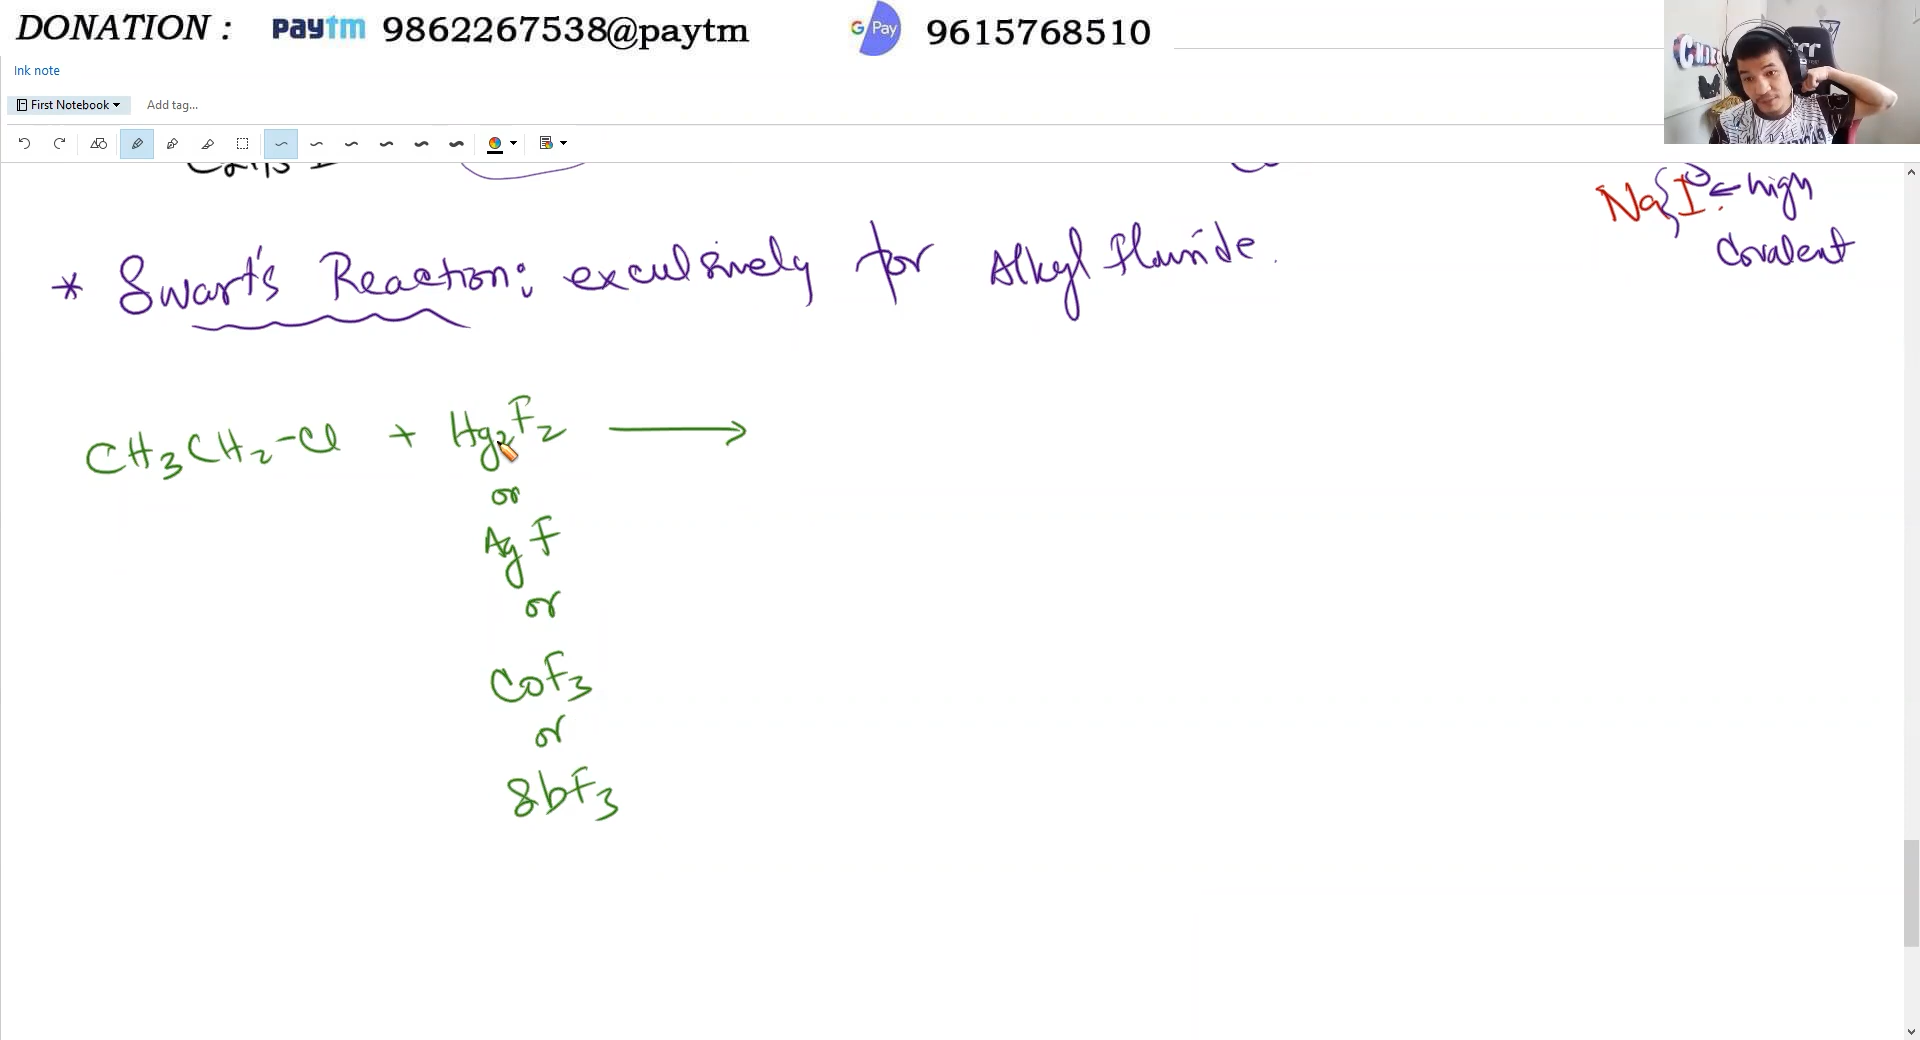 DONATION : paytm 9862267538@paytm G Pay 9615768510
Ink note
First Notebook Add tag...
Na I ⊖ ← high
Covalent
* Swart's Reaction: exculsively for Alkyl Fluoride.
CH3CH2-Cl + Hg2F2 ⟶
or
AgF
or
CoF3
or
SbF3